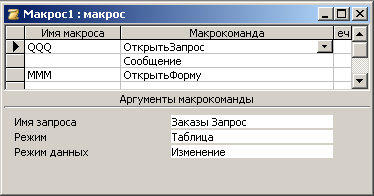 Макрос1 : макрос
Имя макроса Макрокоманда еч
QQQ ОткрытьЗапрос
Сообщение
МММ ОткрытьФорму
Аргументы макрокоманды
Имя запроса Заказы Запрос
Режим Таблица
Режим данных Изменение